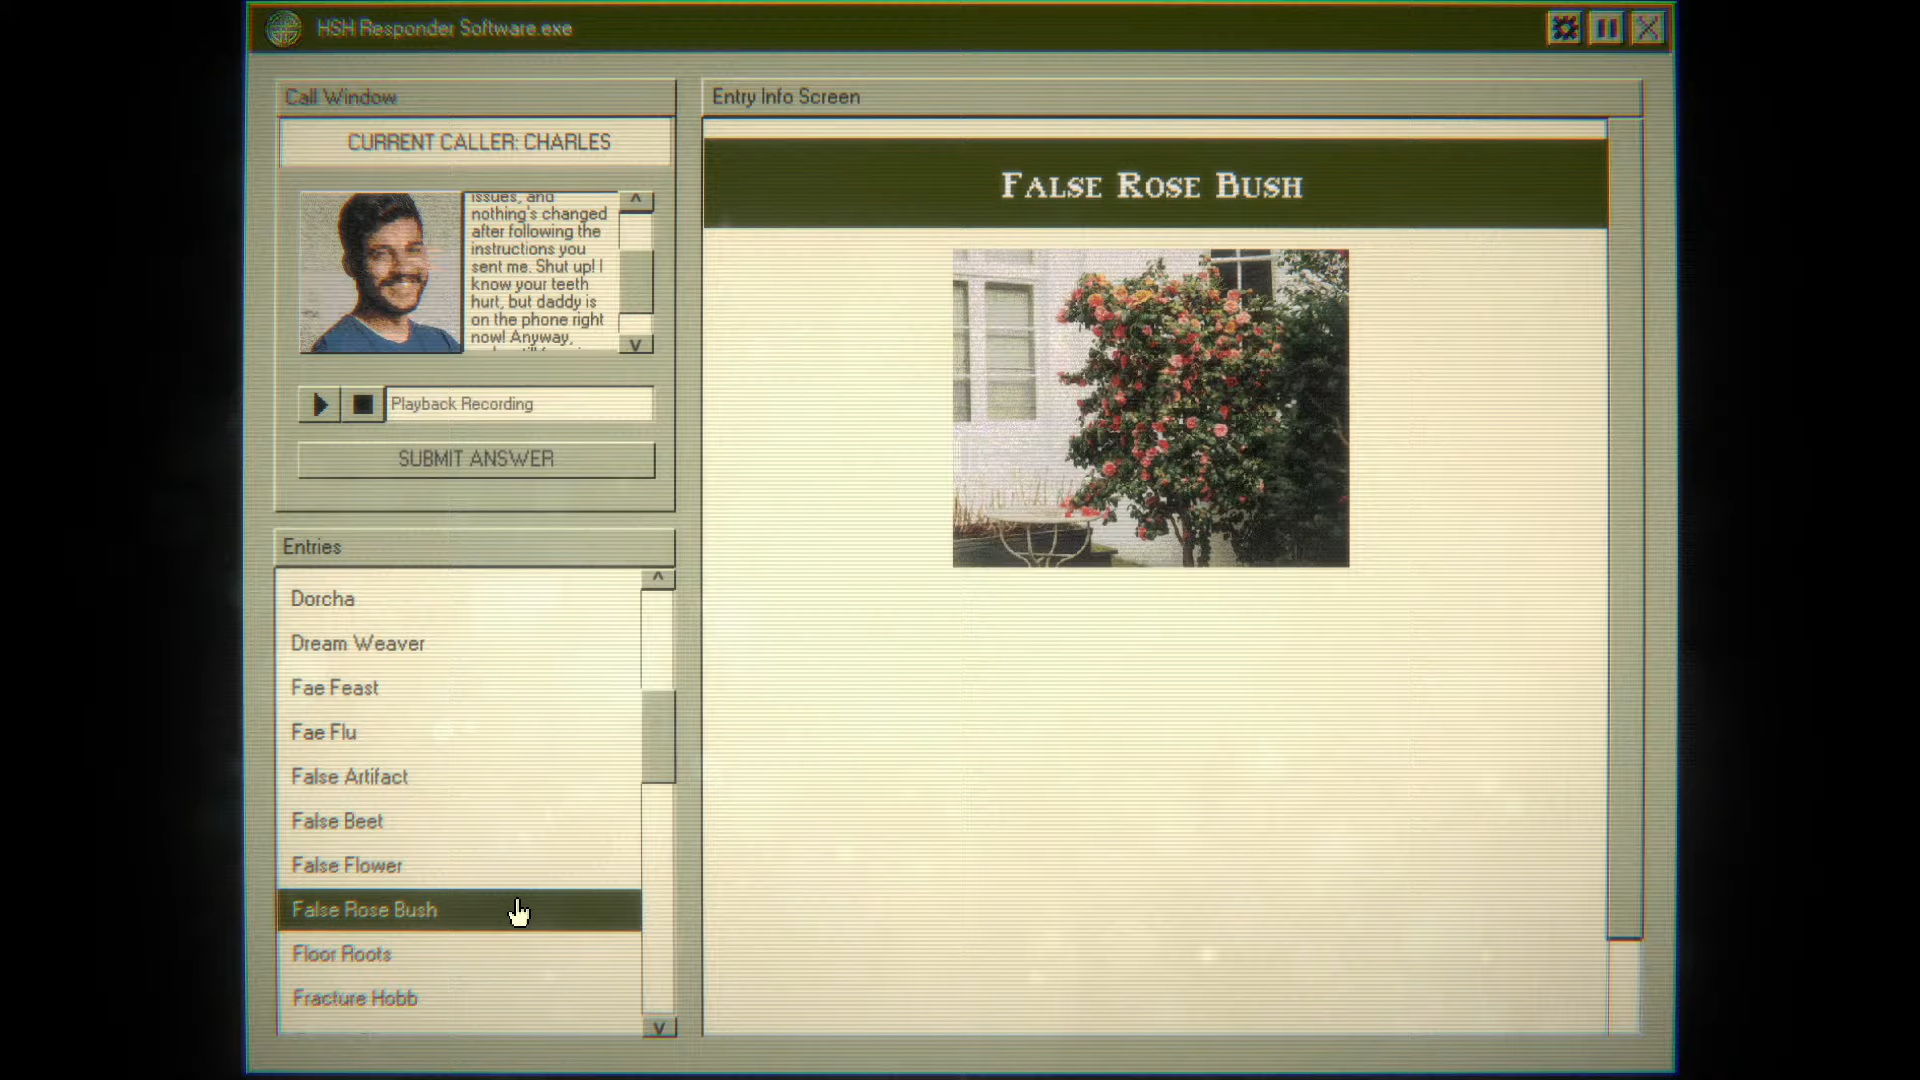 HSH Responder Software.exe
Call Window
CURRENT CALLER: CHARLES
issues, and
nothing's changed
after following the
instructions you
sent me. Shut up! I
know your teeth
hurt, but daddy is
on the phone right
now! Anyway,
Playback Recording
SUBMIT ANSWER
Entries
Dorcha
Dream Weaver
Fae Feast
Fae Flu
False Artifact
False Beet
False Flower
False Rose Bush
Floor Roots
Fracture Hobb
Entry Info Screen
False Rose Bush